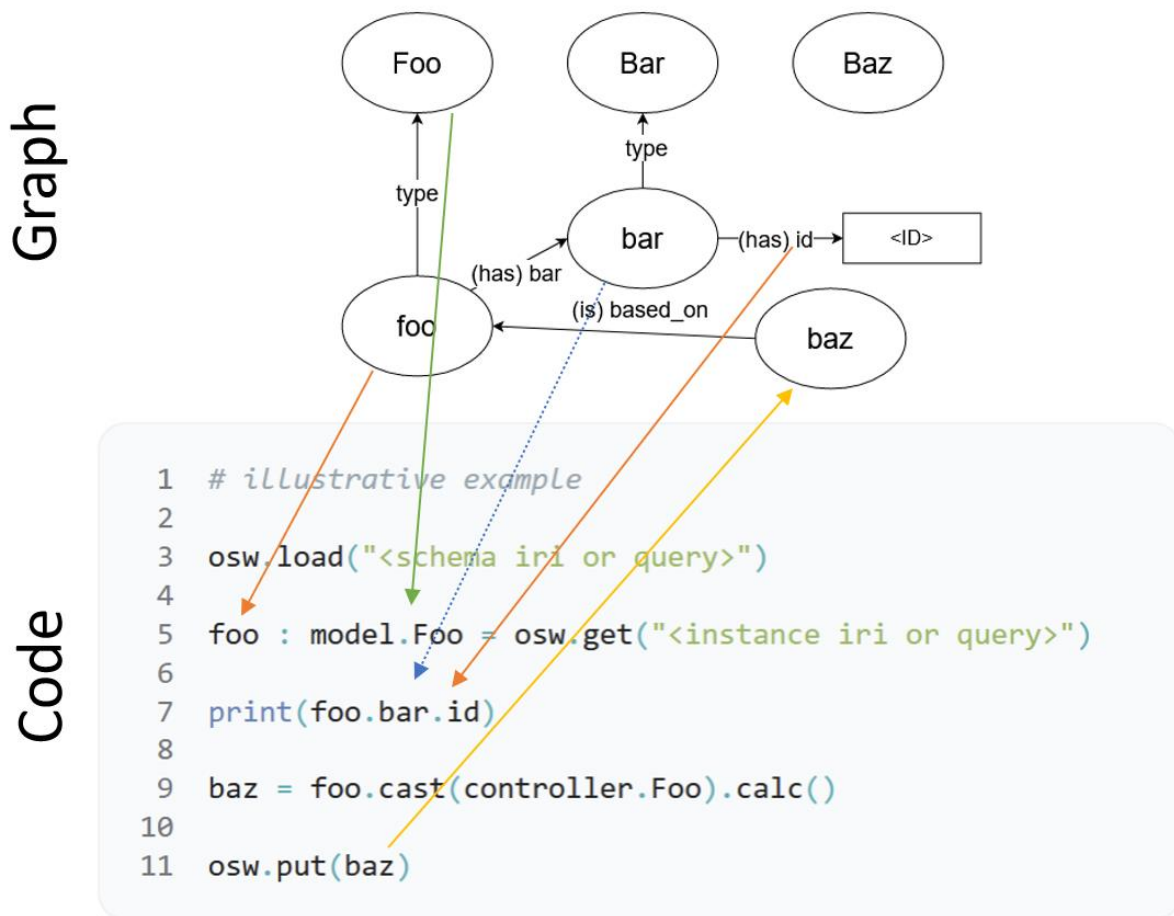 Graph
Foo
Bar
Baz
type
type
bar
(has) id
<ID>
(has) bar
(is) based_on
foo
baz
Code
1 # illustrative example
2
3 osw.load("<schema iri or query>")
4
5 foo : model.Foo = osw.get("<instance iri or query>")
6
7 print(foo.bar.id)
8
9 baz = foo.cast(controller.Foo).calc()
10
11 osw.put(baz)